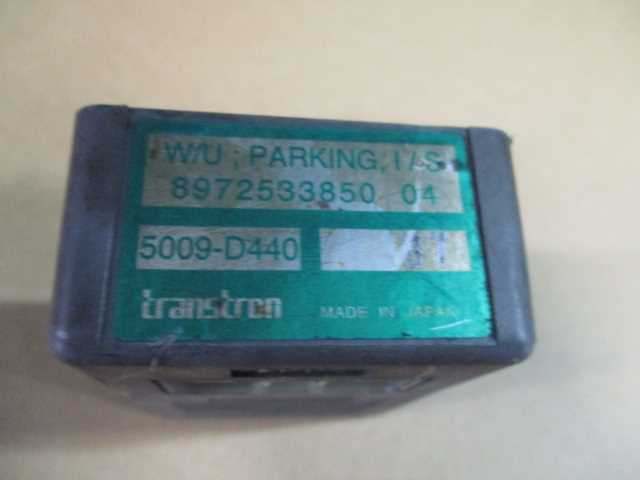 W/U ; PARKING, I / S
8972533850 04
5009-D440
transtron MADE IN JAPAN